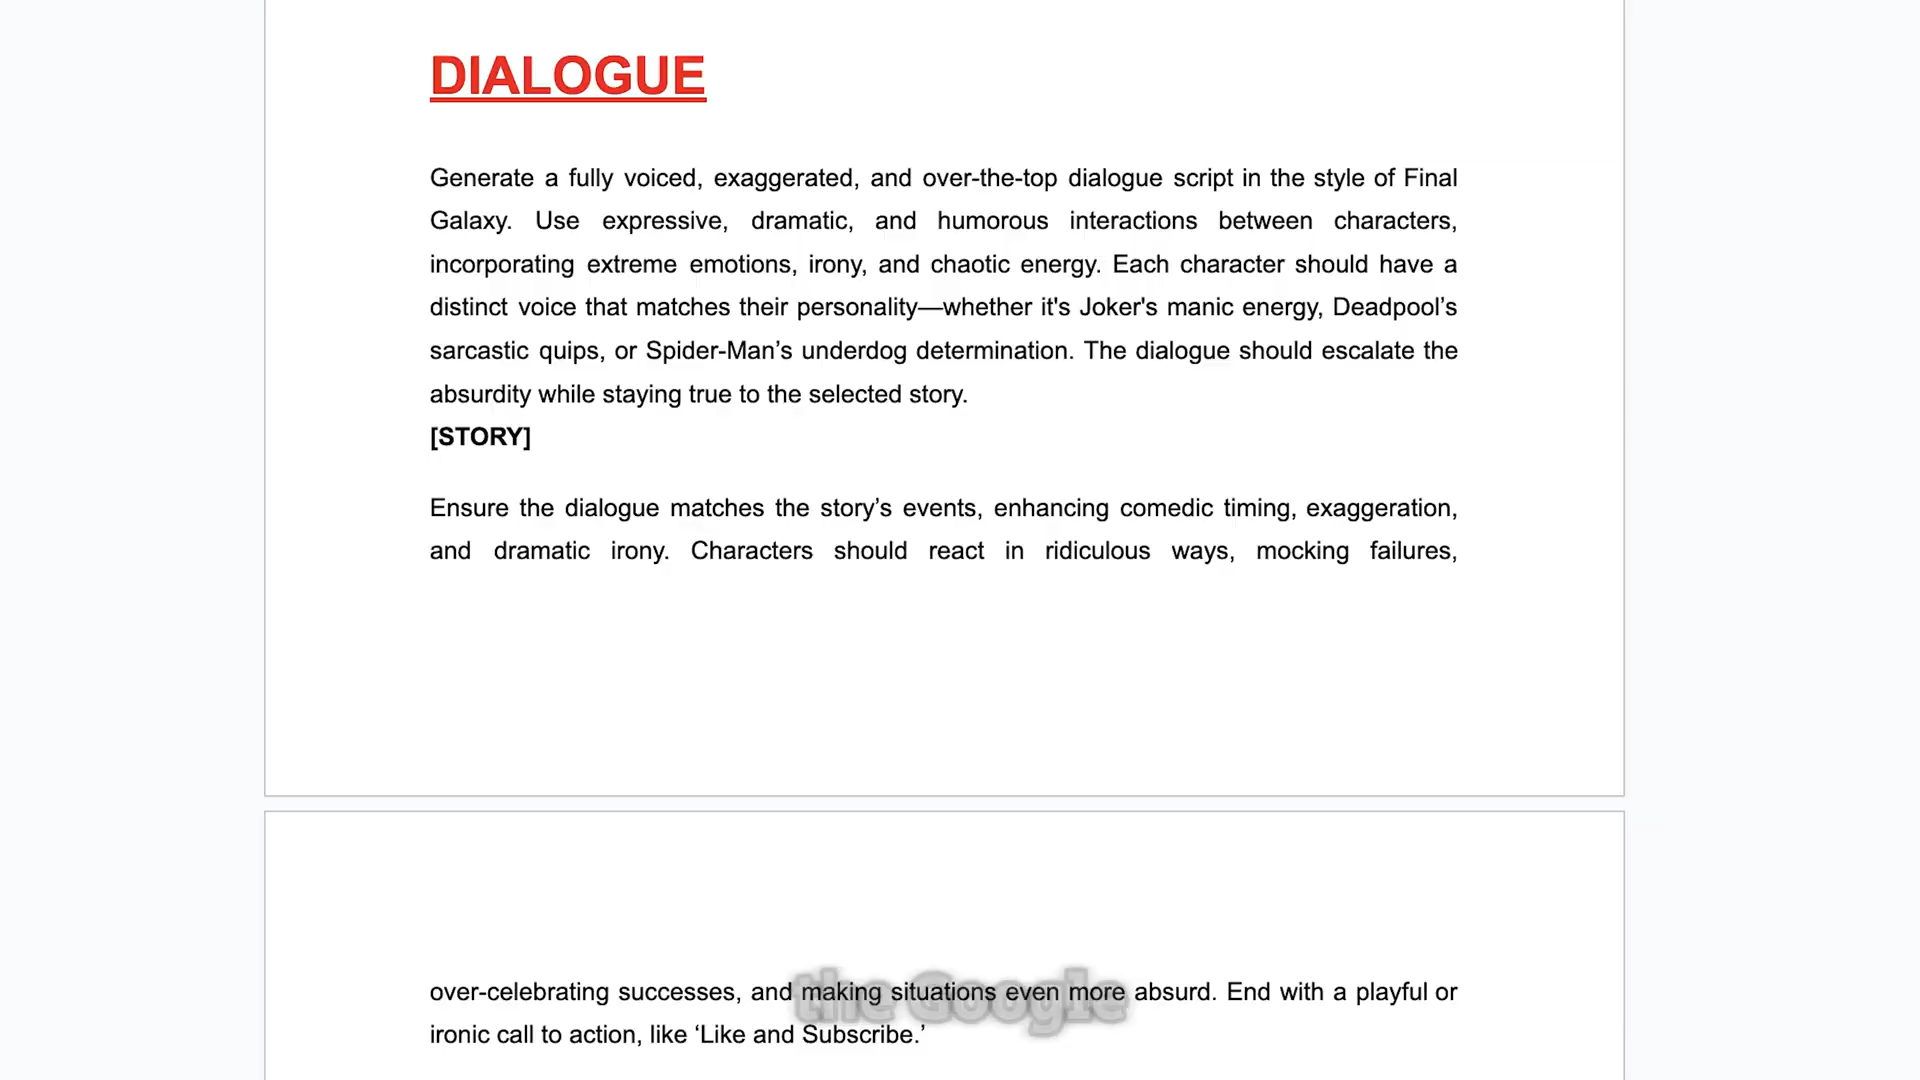 DIALOGUE
Generate a fully voiced, exaggerated, and over-the-top dialogue script in the style of Final
Galaxy. Use expressive, dramatic, and humorous interactions between characters,
incorporating extreme emotions, irony, and chaotic energy. Each character should have a
distinct voice that matches their personality—whether it's Joker's manic energy, Deadpool’s
sarcastic quips, or Spider-Man’s underdog determination. The dialogue should escalate the
absurdity while staying true to the selected story.
[STORY]
Ensure the dialogue matches the story’s events, enhancing comedic timing, exaggeration,
and dramatic irony. Characters should react in ridiculous ways, mocking failures,
over-celebrating successes, and making situations even more absurd. End with a playful or
the Google
ironic call to action, like ‘Like and Subscribe.’